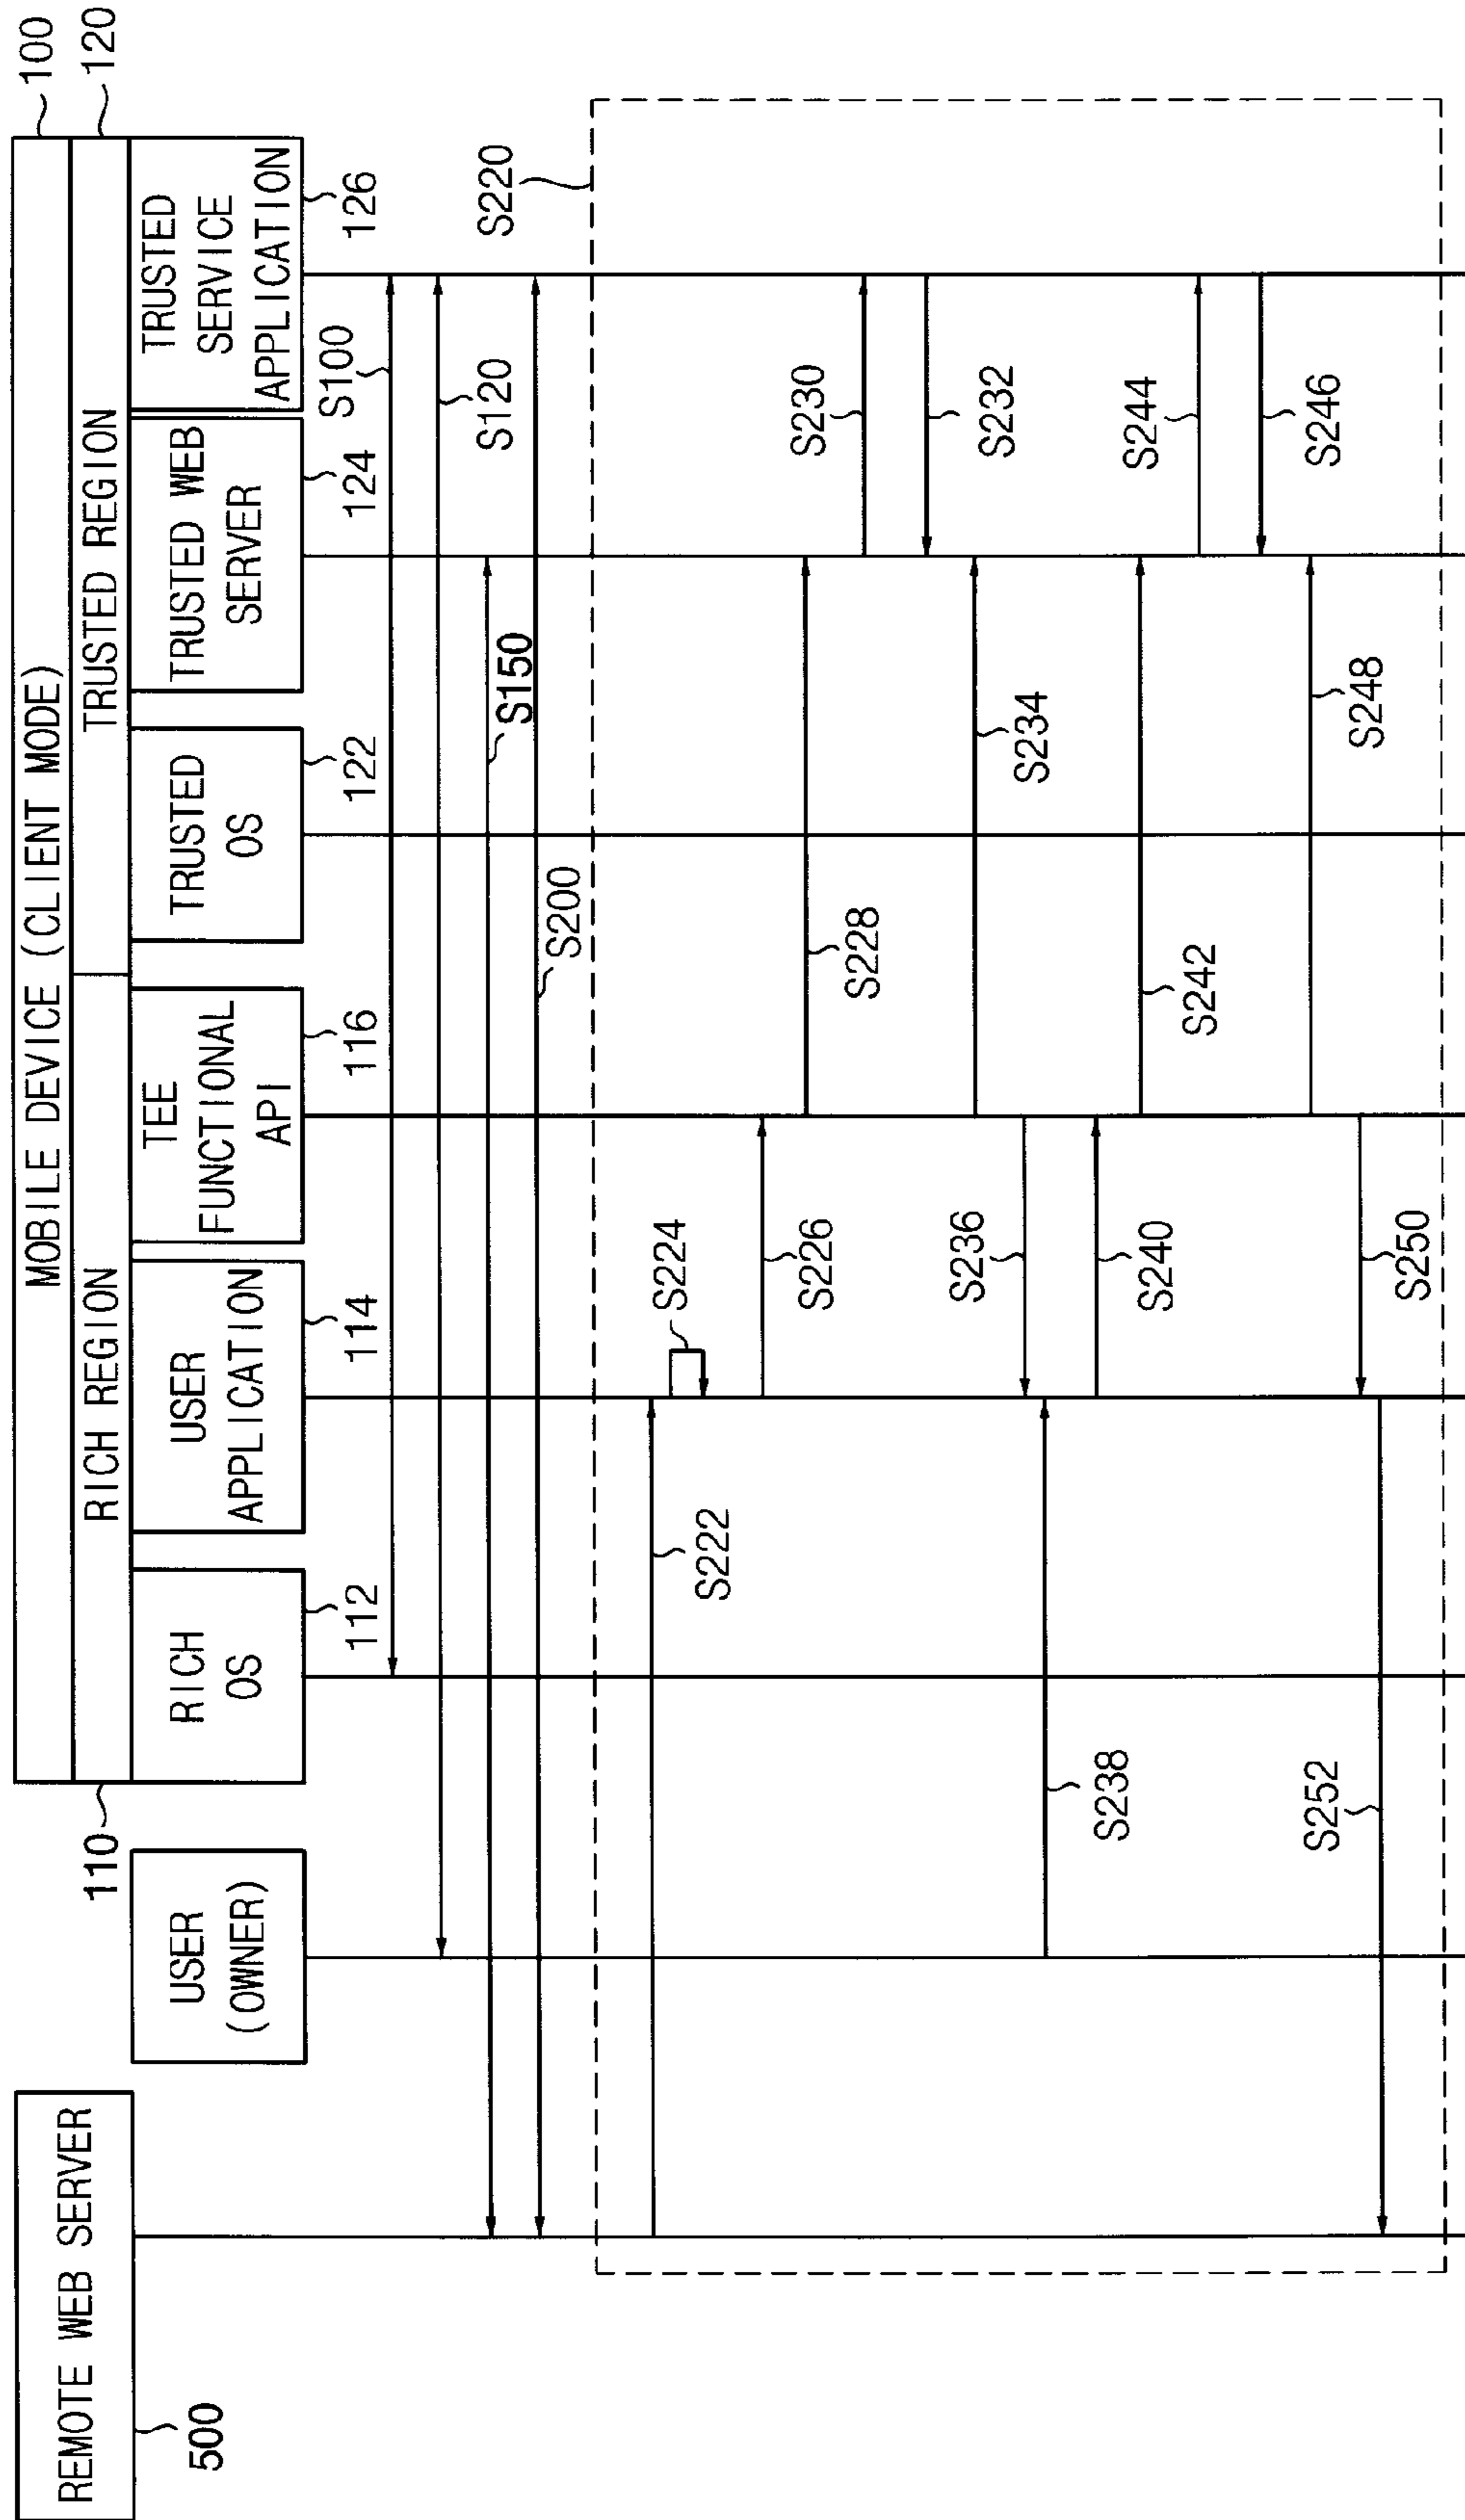 MOBILE DEVICE (CLIENT MODE)
100
RICH REGION
110
TRUSTED REGION
120
REMOTE WEB SERVER
500
USER
(OWNER)
RICH
OS
112
USER
APPLICATION
114
TEE
FUNCTIONAL
API
116
TRUSTED
OS
122
TRUSTED WEB
SERVER
124
TRUSTED
SERVICE
APPLICATION
126
S100
S120
S150
S200
S220
S222
S224
S226
S228
S230
S232
S234
S236
S238
S240
S242
S244
S246
S248
S250
S252